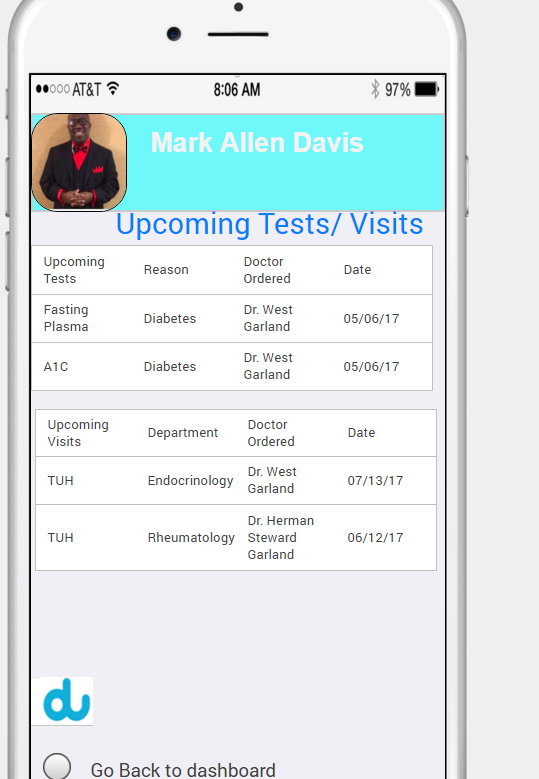 AT&T 8:06 AM 97%
Mark Allen Davis
Upcoming Tests/ Visits
Upcoming Tests Reason Doctor Ordered Date
Fasting Plasma Diabetes Dr. West Garland 05/06/17
A1C Diabetes Dr. West Garland 05/06/17
Upcoming Visits Department Doctor Ordered Date
TUH Endocrinology Dr. West Garland 07/13/17
TUH Rheumatology Dr. Herman Steward Garland 06/12/17
du
Go Back to dashboard